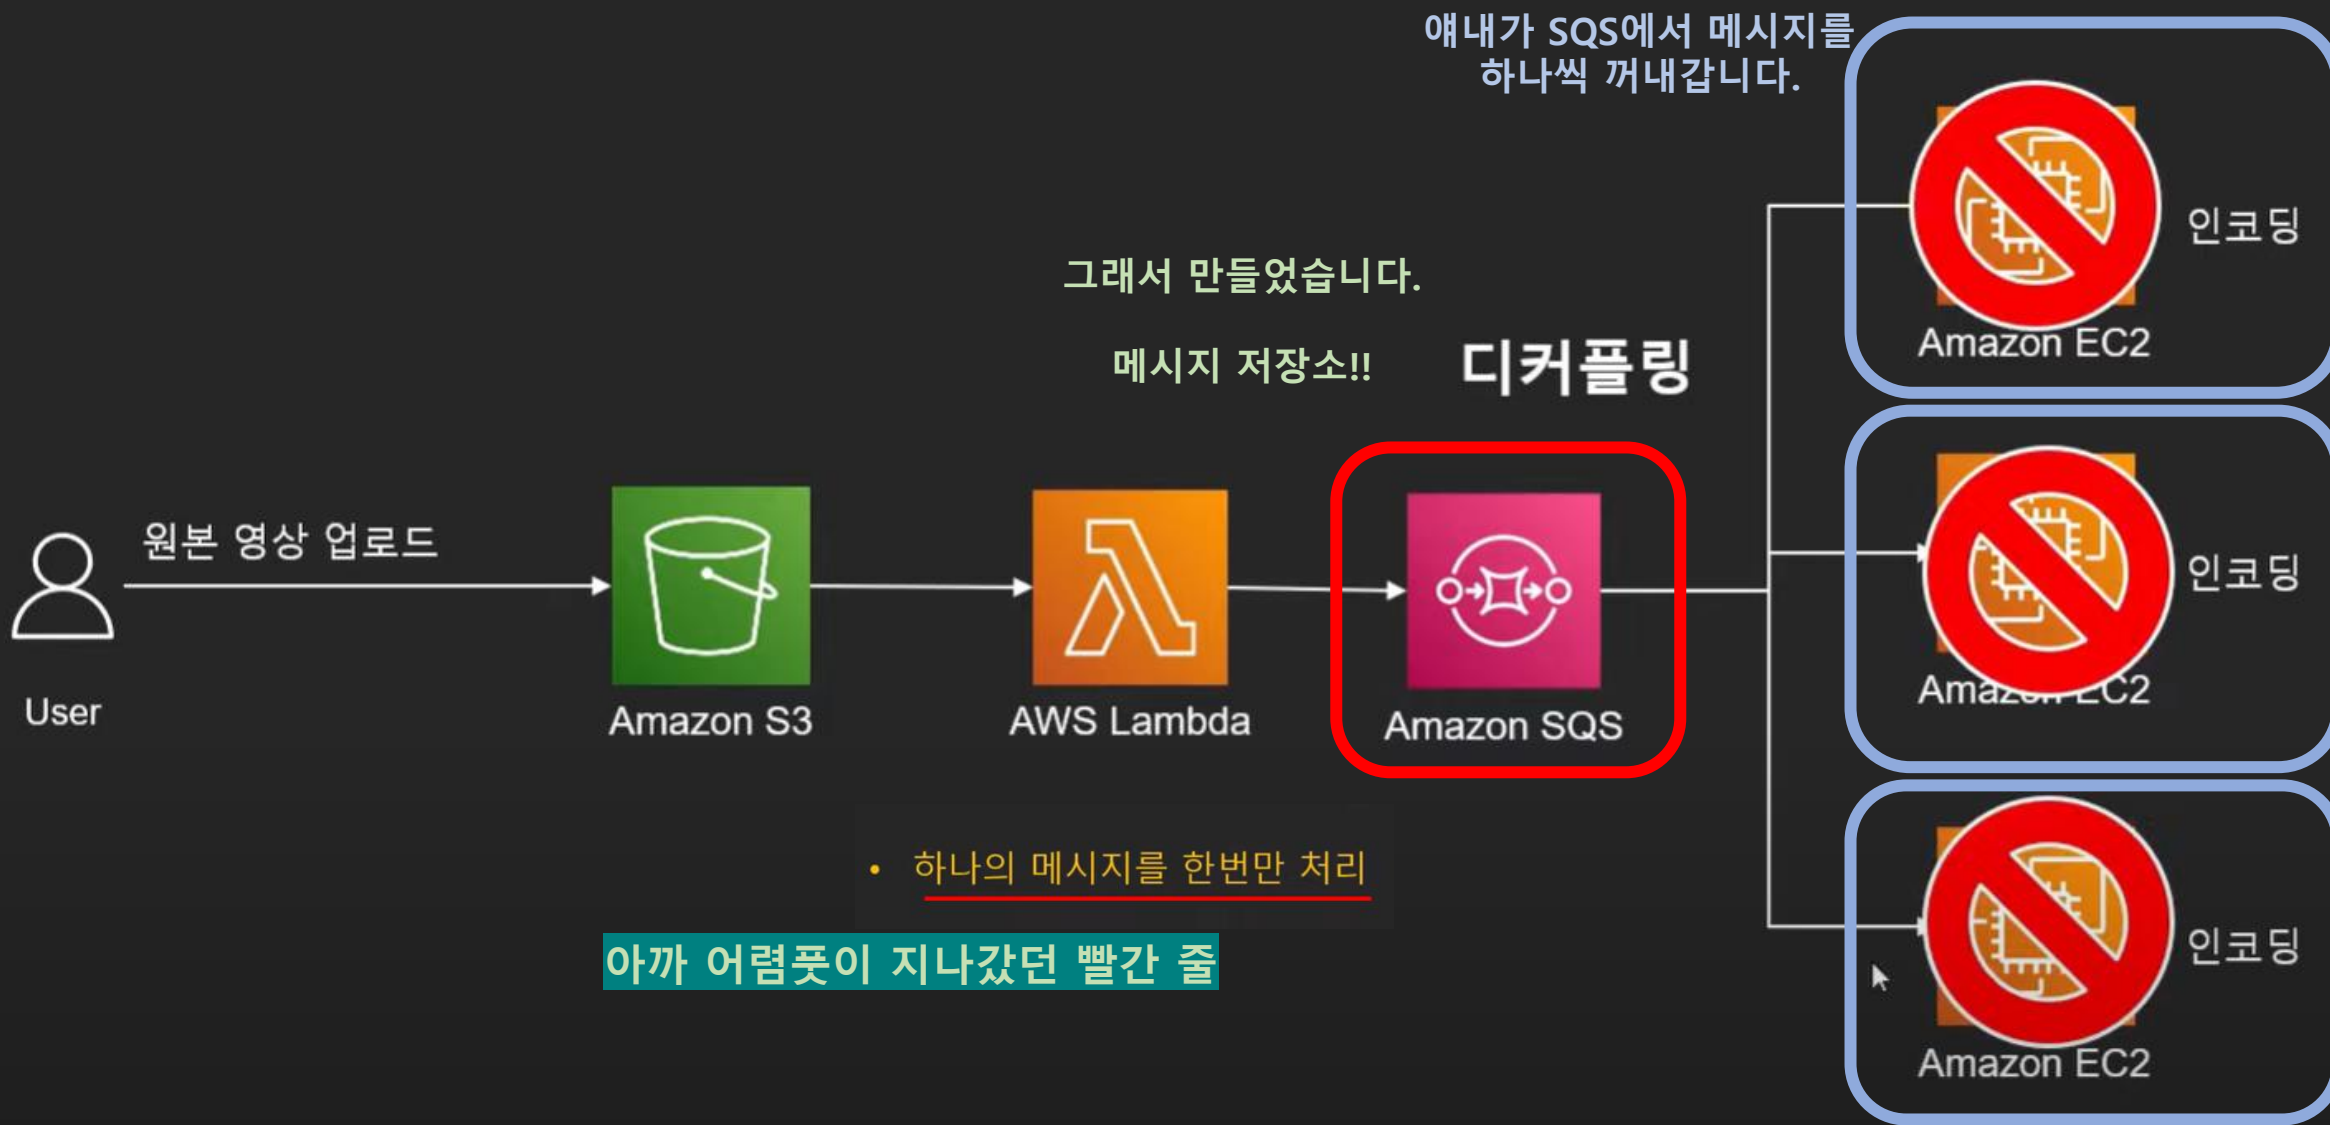 얘내가 SQS에서 메시지를
하나씩 꺼내갑니다.
인코딩
Amazon EC2
그래서 만들었습니다.
메시지 저장소!!
디커플링
원본 영상 업로드
User
Amazon S3
AWS Lambda
Amazon SQS
인코딩
Amazon EC2
• 하나의 메시지를 한번만 처리
아까 어렴풋이 지나갔던 빨간 줄
인코딩
Amazon EC2